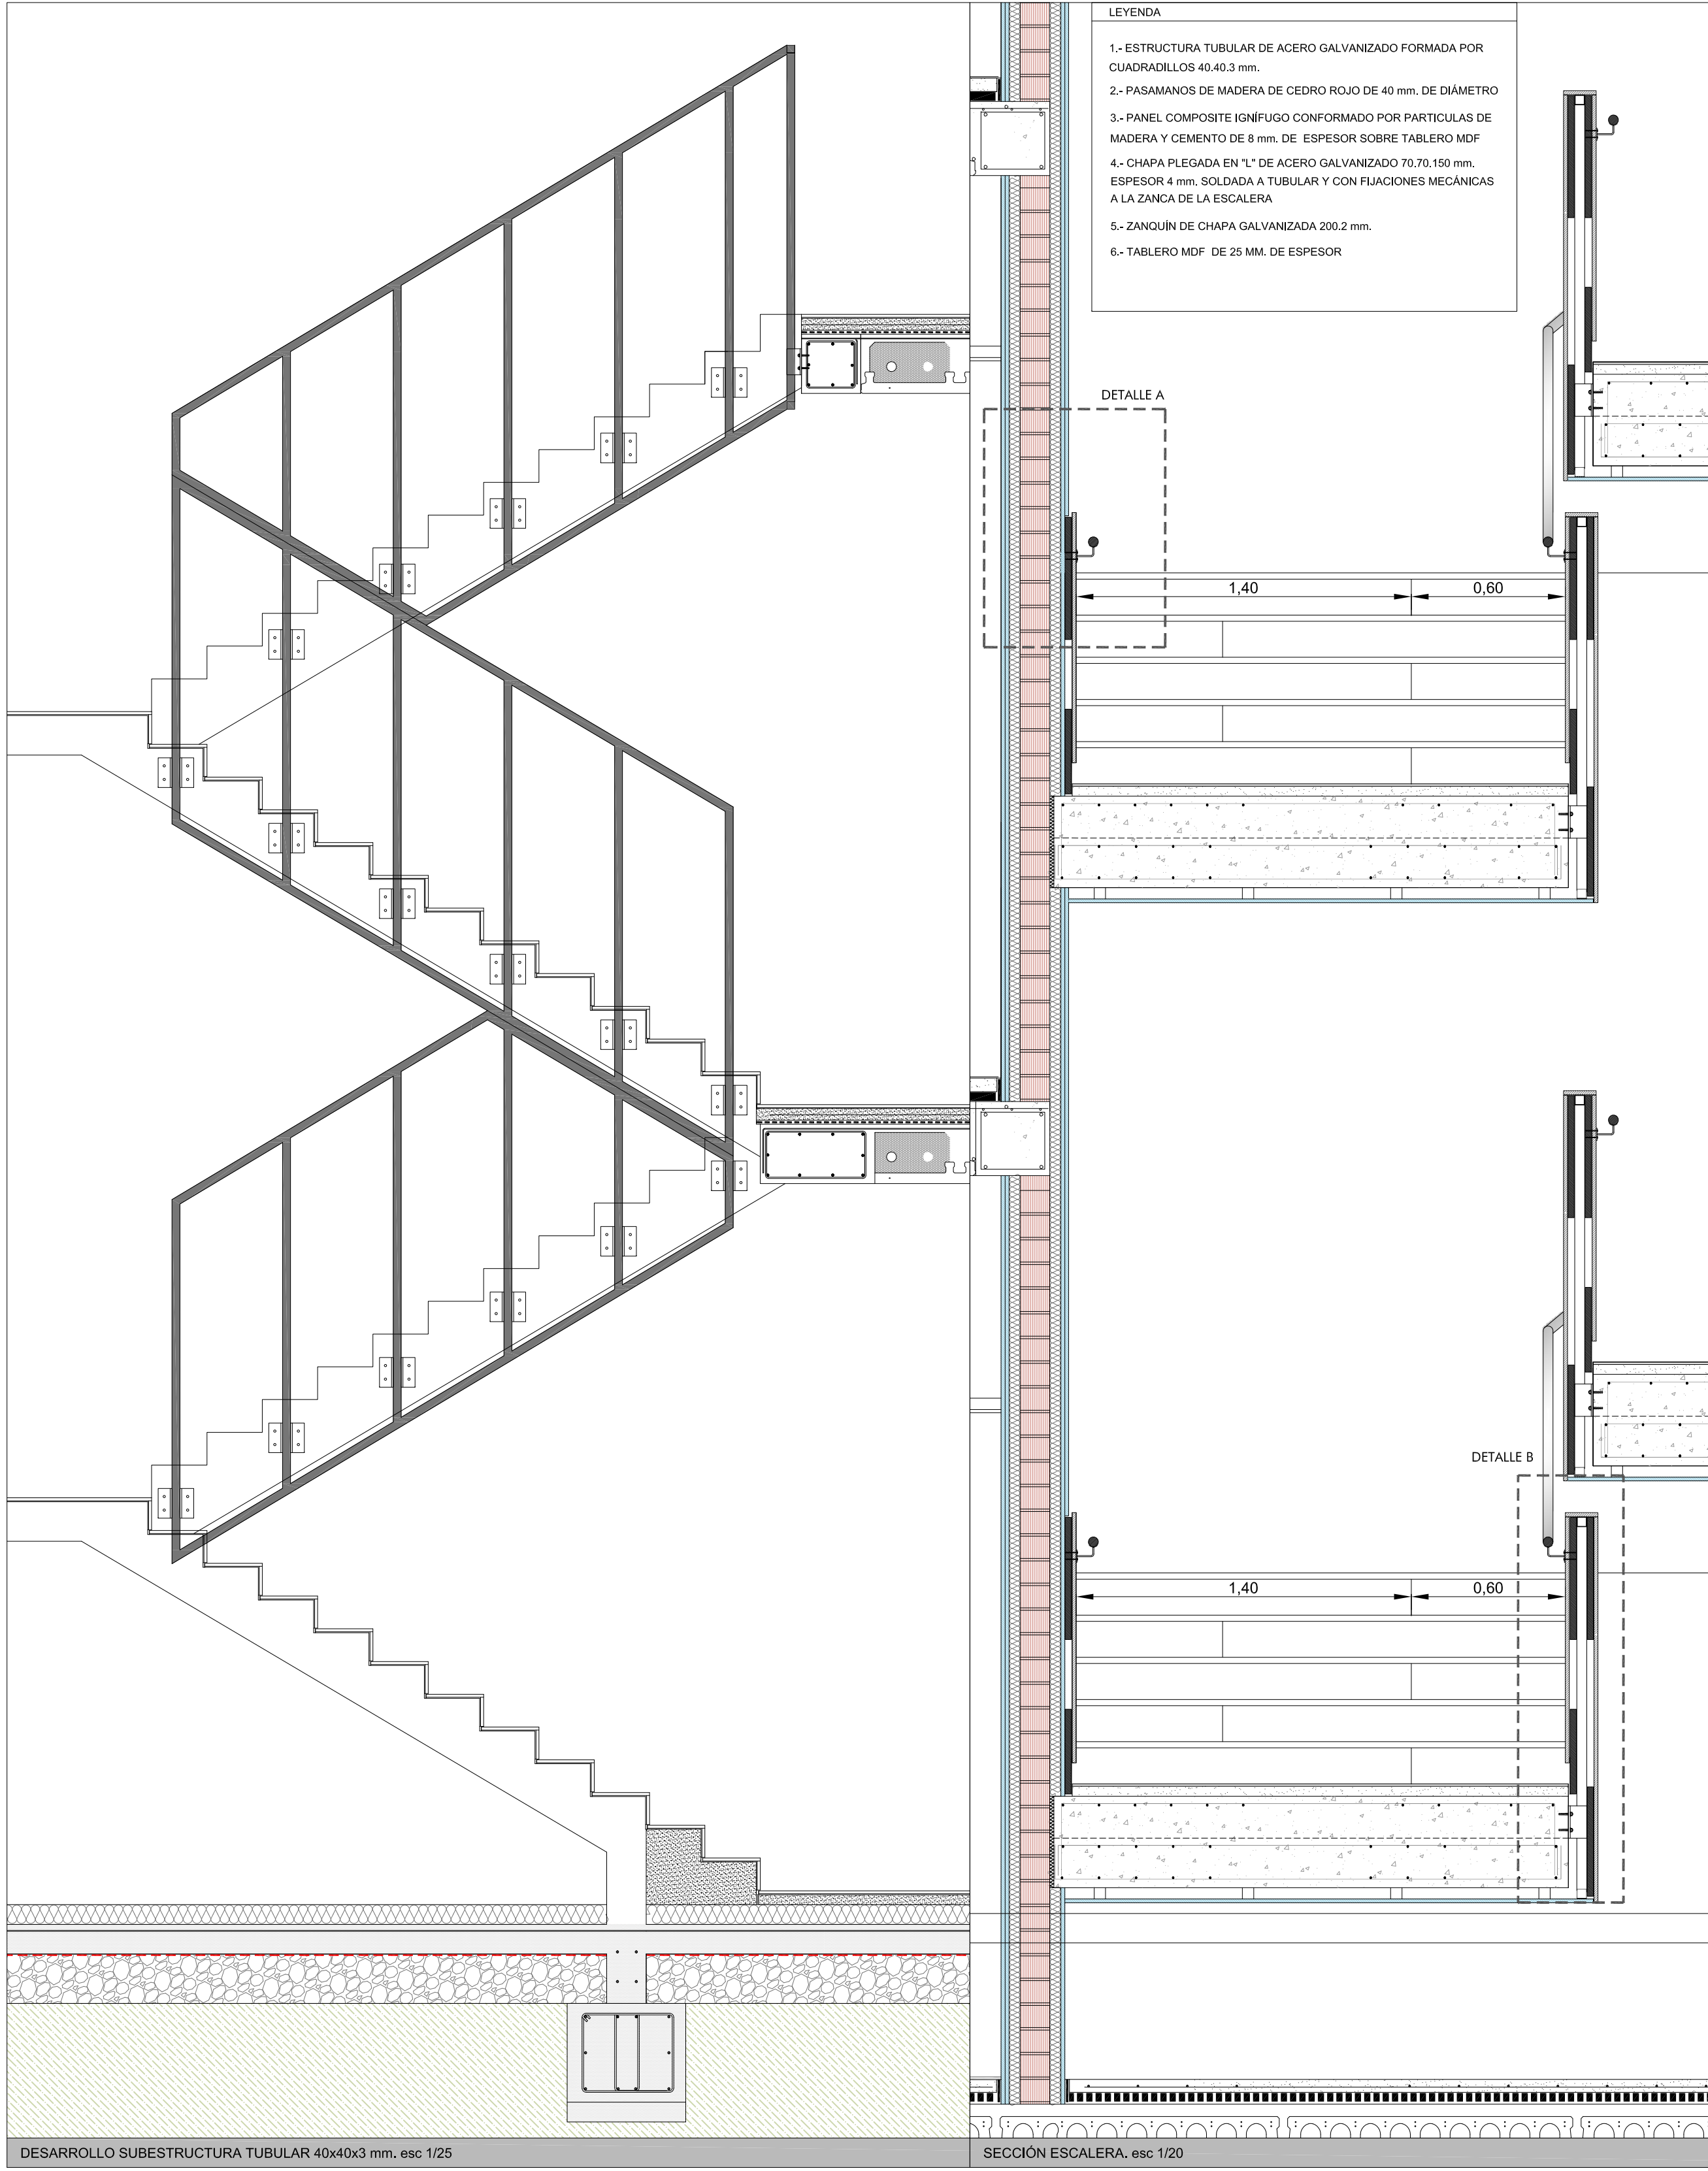 LEYENDA
1.- ESTRUCTURA TUBULAR DE ACERO GALVANIZADO FORMADA POR
CUADRADILLOS 40.40.3 mm.
2.- PASAMANOS DE MADERA DE CEDRO ROJO DE 40 mm. DE DIÁMETRO
3.- PANEL COMPOSITE IGNÍFUGO CONFORMADO POR PARTICULAS DE
MADERA Y CEMENTO DE 8 mm. DE ESPESOR SOBRE TABLERO MDF
4.- CHAPA PLEGADA EN "L" DE ACERO GALVANIZADO 70.70.150 mm.
ESPESOR 4 mm. SOLDADA A TUBULAR Y CON FIJACIONES MECÁNICAS
A LA ZANCA DE LA ESCALERA
5.- ZANQUÍN DE CHAPA GALVANIZADA 200.2 mm.
6.- TABLERO MDF DE 25 MM. DE ESPESOR
DETALLE A
1,40 0,60
DETALLE B
1,40 0,60
DESARROLLO SUBESTRUCTURA TUBULAR 40x40x3 mm. esc 1/25
SECCIÓN ESCALERA. esc 1/20